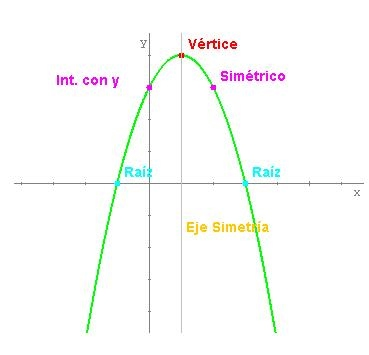 Y
Vértice
Int. con y
Simétrico
Raíz
Raíz
x
Eje Simetría